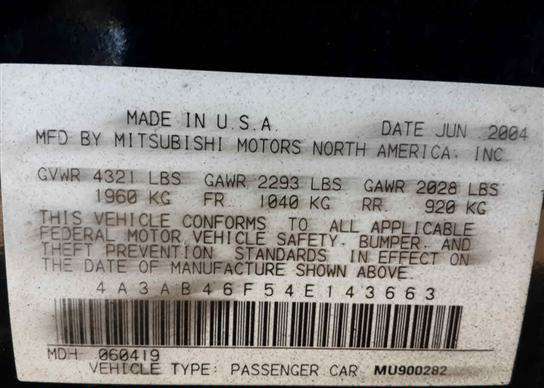 MADE IN U.S.A. DATE JUN 2004
MFD BY MITSUBISHI MOTORS NORTH AMERICA, INC.
GVWR 4321 LBS GAWR 2293 LBS GAWR 2028 LBS
1960 KG FR. 1040 KG RR. 920 KG
THIS VEHICLE CONFORMS TO ALL APPLICABLE
FEDERAL MOTOR VEHICLE SAFETY, BUMPER, AND
THEFT PREVENTION STANDARDS IN EFFECT ON
THE DATE OF MANUFACTURE SHOWN ABOVE.
4A3AB46F54E143663
MDH 060419
VEHICLE TYPE: PASSENGER CAR MU900282